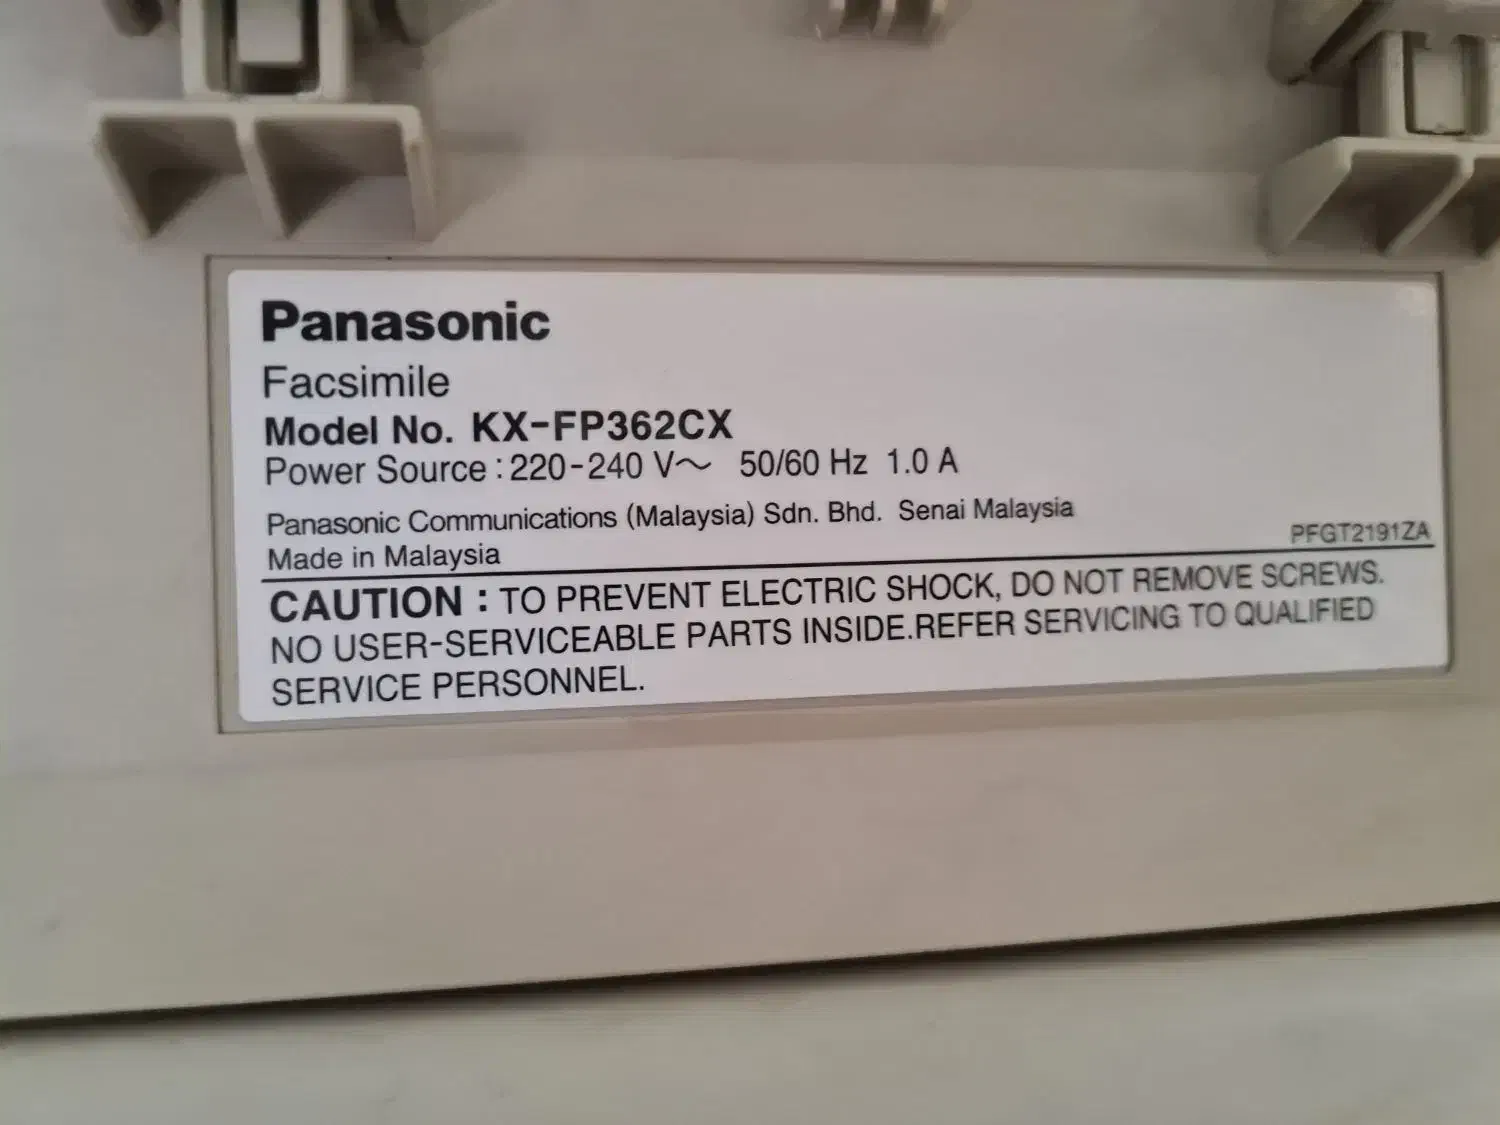 Panasonic
Facsimile
Model No. KX-FP362CX
Power Source : 220-240 V～ 50/60 Hz 1.0 A
Panasonic Communications (Malaysia) Sdn. Bhd. Senai Malaysia
Made in Malaysia
PFGT2191ZA
CAUTION : TO PREVENT ELECTRIC SHOCK, DO NOT REMOVE SCREWS.
NO USER-SERVICEABLE PARTS INSIDE.REFER SERVICING TO QUALIFIED
SERVICE PERSONNEL.